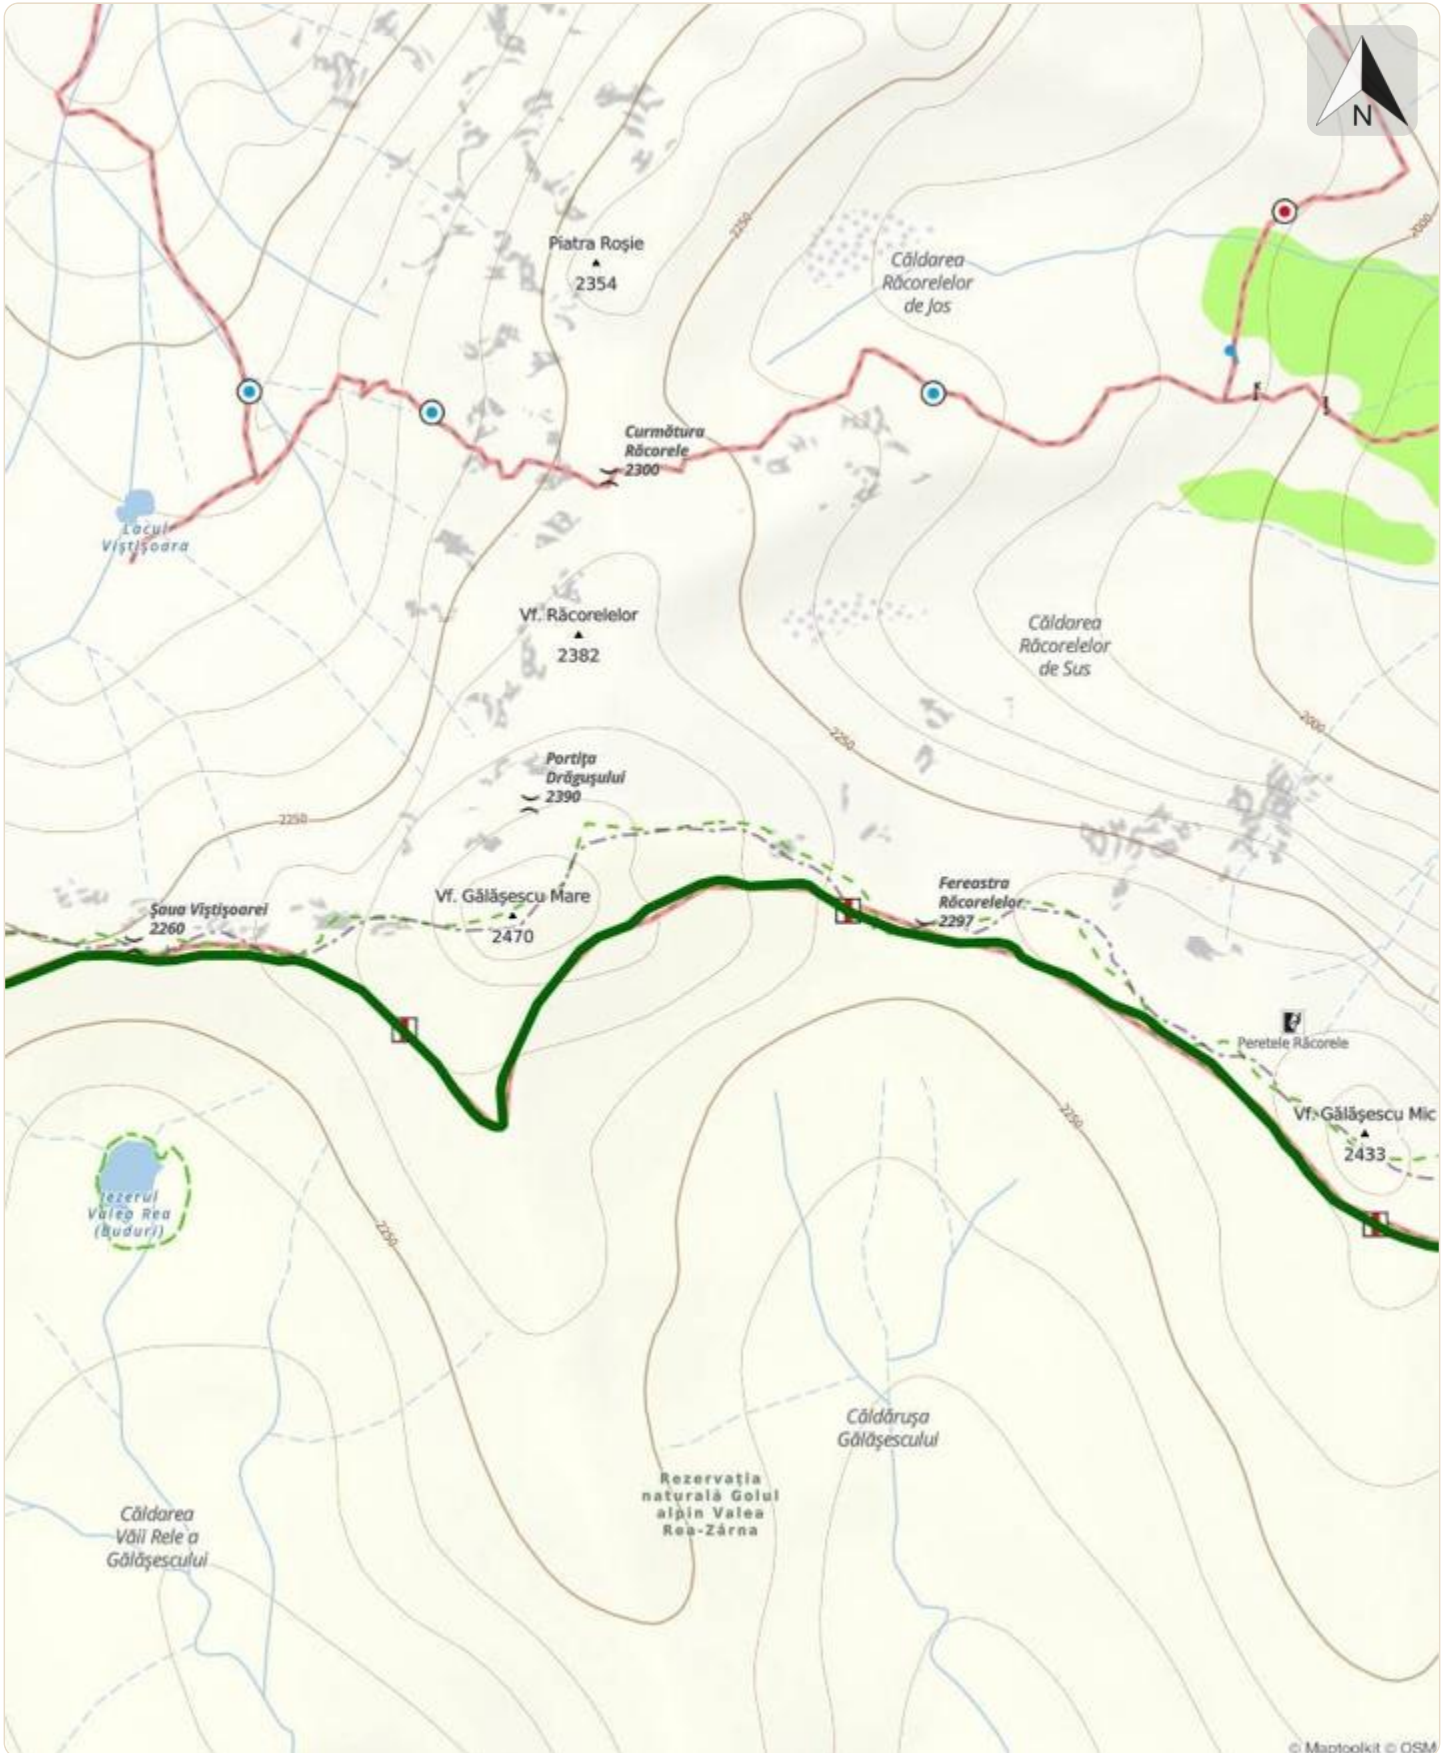 N
2250
2000
Piatra Roșie
2354
Căldarea
Răcorelelor
de Jos
Curmătura
Răcorele
2300
Lacul
Viștișoara
Vf. Răcorelelor
2382
Căldarea
Răcorelelor
de Sus
2000
2250
Portița
Drăgușului
2390
2250
Vf. Gălășescu Mare
2470
Fereastra
Răcorelelor
2297
Șaua Viștișoarei
2260
Peretele Răcorele
Vf. Gălășescu Mic
2433
2250
Iezerul
Valea Rea
(Buduri)
2250
Căldărușa
Gălășescului
Rezervația
naturală Golul
alpin Valea
Rea-Zârna
Căldarea
Văii Rele a
Gălășescului
© Maptoolkit © OSM